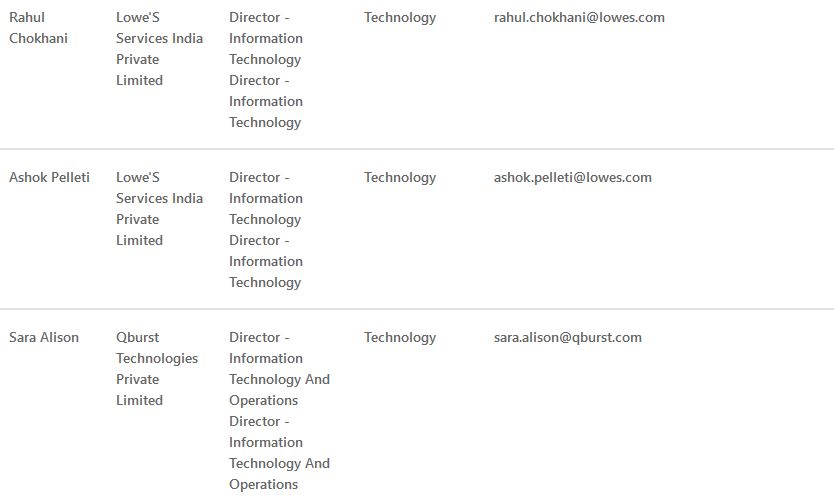 Rahul Chokhani Lowe'S Services India Private Limited Director - Information Technology Director - Information Technology Technology rahul.chokhani@lowes.com
Ashok Pelleti Lowe'S Services India Private Limited Director - Information Technology Director - Information Technology Technology ashok.pelleti@lowes.com
Sara Alison Qburst Technologies Private Limited Director - Information Technology And Operations Director - Information Technology And Operations Technology sara.alison@qburst.com